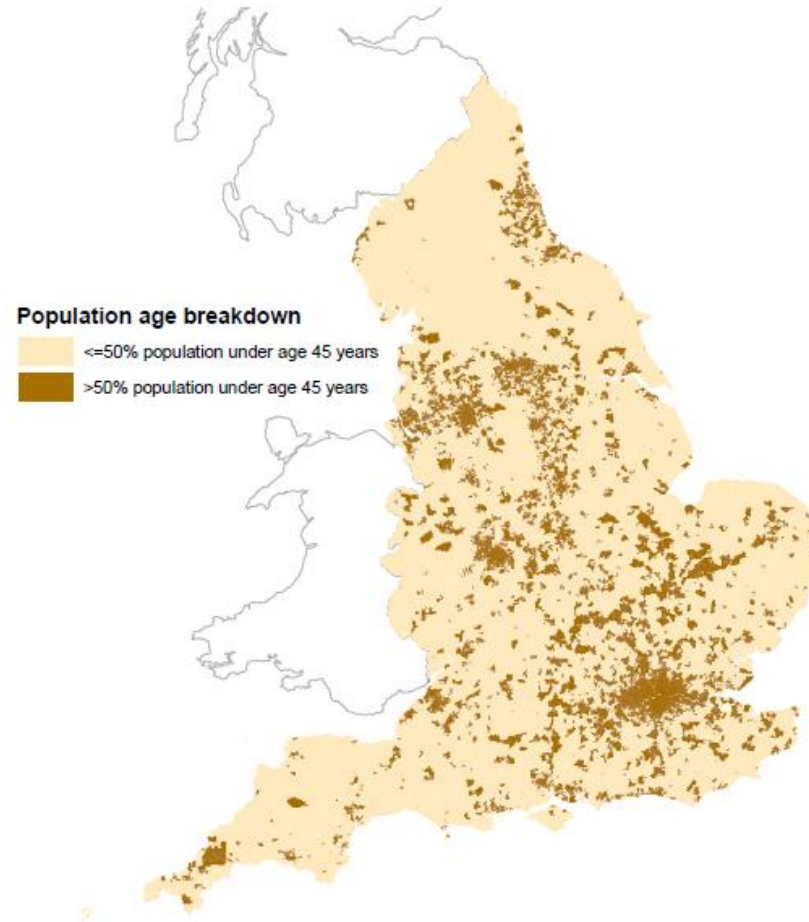 Population age breakdown
<=50% population under age 45 years
>50% population under age 45 years